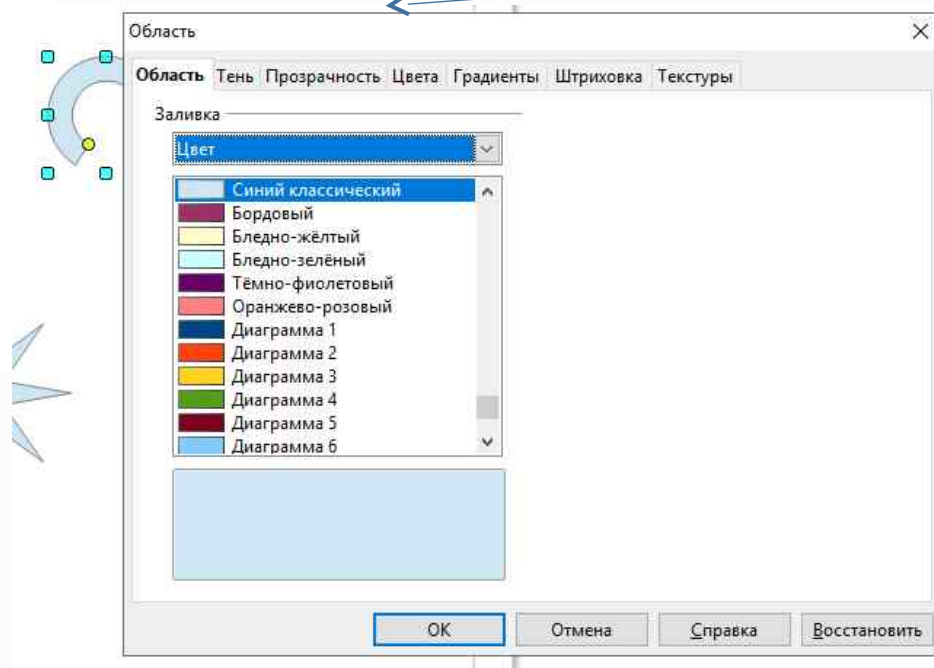 Область
Область Тень Прозрачность Цвета Градиенты Штриховка Текстуры
Заливка
Цвет
Синий классический
Бордовый
Бледно-жёлтый
Бледно-зелёный
Тёмно-фиолетовый
Оранжево-розовый
Диаграмма 1
Диаграмма 2
Диаграмма 3
Диаграмма 4
Диаграмма 5
Диаграмма 6
ОК Отмена Справка Восстановить